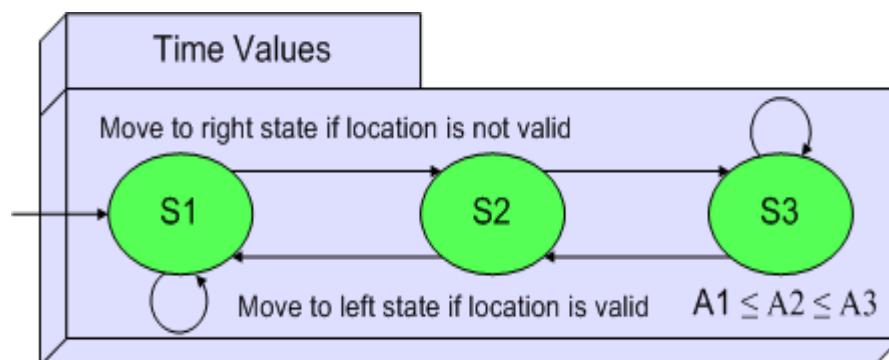 Time Values
Move to right state if location is not valid
S1
S2
S3
Move to left state if location is valid
A1 ≤ A2 ≤ A3